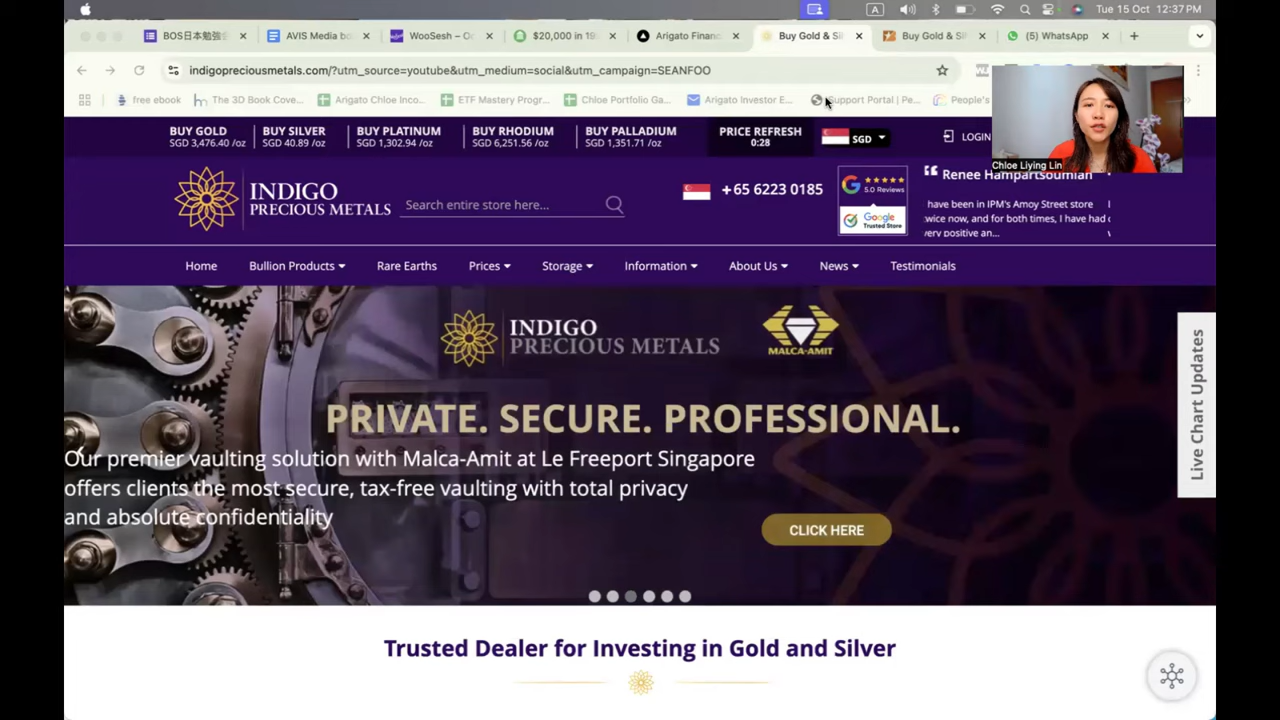 Tue 15 Oct 12:37PM
BOS日本勉強会
AVIS Media bo
WooSesh – Oc
$20,000 in 19
Arigato Financ
Buy Gold & Sil
Buy Gold & Sil
(5) WhatsApp
indigopreciousmetals.com/?utm_source=youtube&utm_medium=social&utm_campaign=SEANFOO
free ebook
The 3D Book Cove...
Arigato Chloe Inco...
ETF Mastery Progr...
Chloe Portfolio Ga...
Arigato Investor E...
Support Portal | Pe...
People's
BUY GOLD
SGD 3,476.40 /oz
BUY SILVER
SGD 40.89 /oz
BUY PLATINUM
SGD 1,302.94 /oz
BUY RHODIUM
SGD 6,251.56 /oz
BUY PALLADIUM
SGD 1,351.71 /oz
PRICE REFRESH
0:28
SGD
LOGIN
Chloe Liying Lin
INDIGO
PRECIOUS METALS
Search entire store here...
+65 6223 0185
5.0 Reviews
Google
Trusted Store
Renee Hampartsoumian
have been in IPM's Amoy Street store
twice now, and for both times, I have had
very positive an...
Home
Bullion Products
Rare Earths
Prices
Storage
Information
About Us
News
Testimonials
INDIGO
PRECIOUS METALS
MALCA-AMIT
PRIVATE. SECURE. PROFESSIONAL.
Our premier vaulting solution with Malca-Amit at Le Freeport Singapore
offers clients the most secure, tax-free vaulting with total privacy
and absolute confidentiality
CLICK HERE
Live Chart Updates
Trusted Dealer for Investing in Gold and Silver